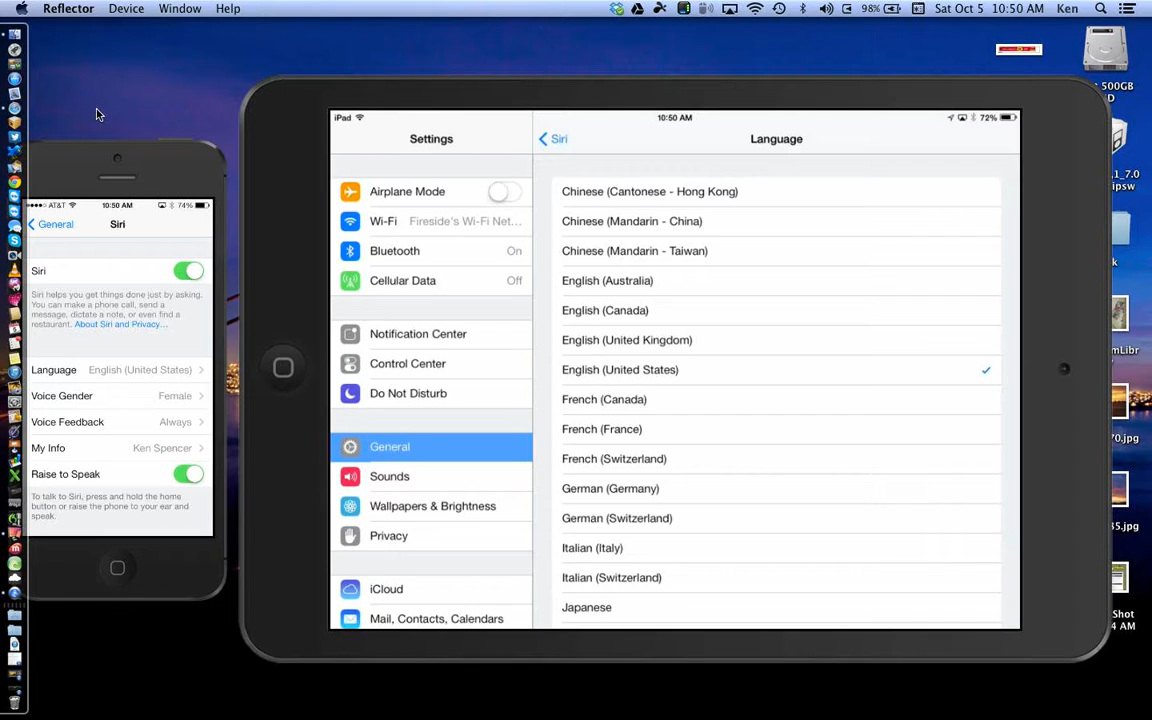 Reflector Device Window Help
98% Sat Oct 5 10:50 AM Ken
500GB
D
_7.0
ipsw
k
mLibr
70.jpg
35.jpg
Shot
4 AM
AT&T 10:50 AM 74%
General Siri
Siri
Siri helps you get things done just by asking.
You can make a phone call, send a
message, dictate a note, or even find a
restaurant. About Siri and Privacy...
Language English (United States)
Voice Gender Female
Voice Feedback Always
My Info Ken Spencer
Raise to Speak
To talk to Siri, press and hold the home
button or raise the phone to your ear and
speak.
iPad 10:50 AM 72%
Settings
Airplane Mode
Wi-Fi Fireside's Wi-Fi Net...
Bluetooth On
Cellular Data Off
Notification Center
Control Center
Do Not Disturb
General
Sounds
Wallpapers & Brightness
Privacy
iCloud
Mail, Contacts, Calendars
Siri Language
Chinese (Cantonese - Hong Kong)
Chinese (Mandarin - China)
Chinese (Mandarin - Taiwan)
English (Australia)
English (Canada)
English (United Kingdom)
English (United States)
French (Canada)
French (France)
French (Switzerland)
German (Germany)
German (Switzerland)
Italian (Italy)
Italian (Switzerland)
Japanese